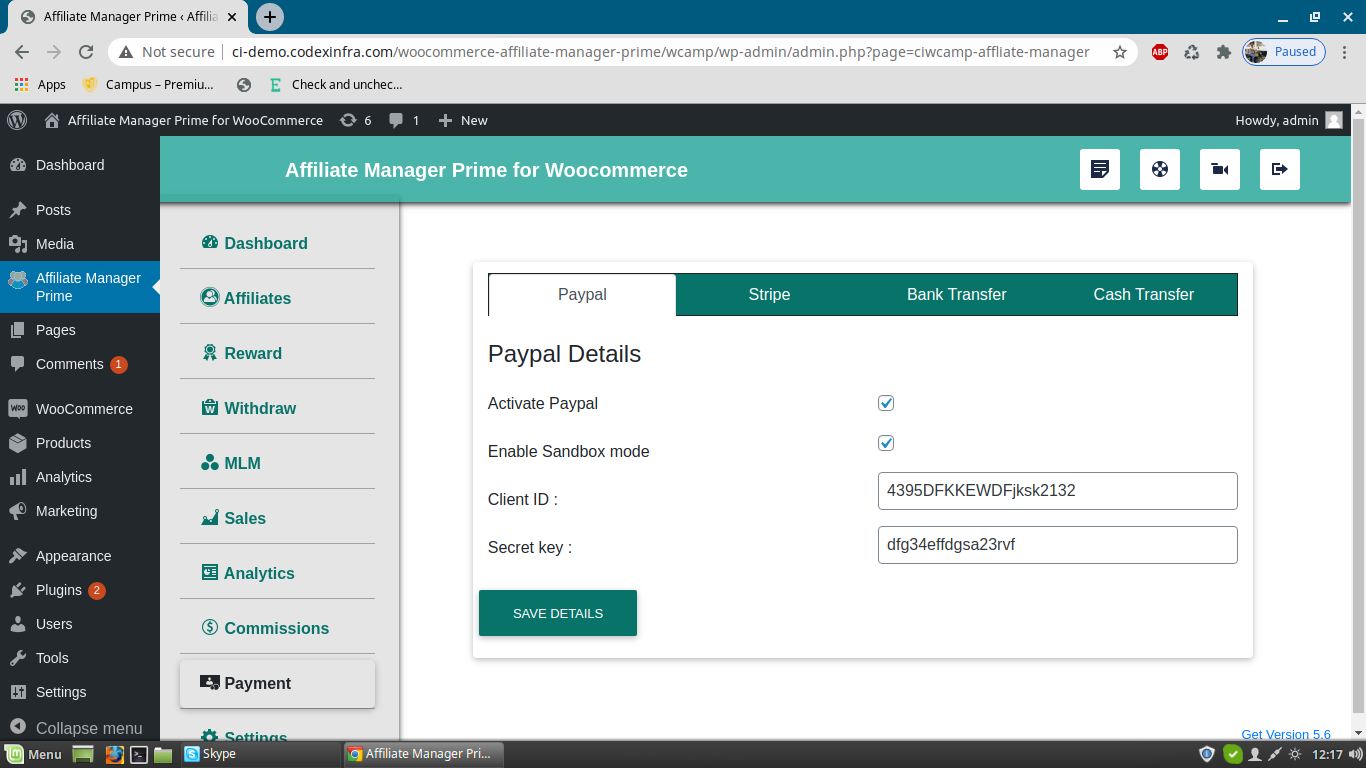 Affiliate Manager Prime ‹ Affilia
Not secure
ci-demo.codexinfra.com/woocommerce-affiliate-manager-prime/wcamp/wp-admin/admin.php?page=ciwcamp-affliate-manager
ABP
Paused
Apps
Campus – Premiu...
Check and unchec...
Affiliate Manager Prime for WooCommerce
6
1
New
Howdy, admin
Dashboard
Posts
Media
Affiliate Manager
Prime
Pages
Comments 1
WooCommerce
Products
Analytics
Marketing
Appearance
Plugins 2
Users
Tools
Settings
Collapse menu
Affiliate Manager Prime for Woocommerce
Dashboard
Affiliates
Reward
Withdraw
MLM
Sales
Analytics
Commissions
Payment
Settings
Paypal
Stripe
Bank Transfer
Cash Transfer
Paypal Details
Activate Paypal
Enable Sandbox mode
Client ID :
4395DFKKEWDFjksk2132
Secret key :
dfg34effdgsa23rvf
SAVE DETAILS
Get Version 5.6
Menu
Skype
Affiliate Manager Pri...
12:17